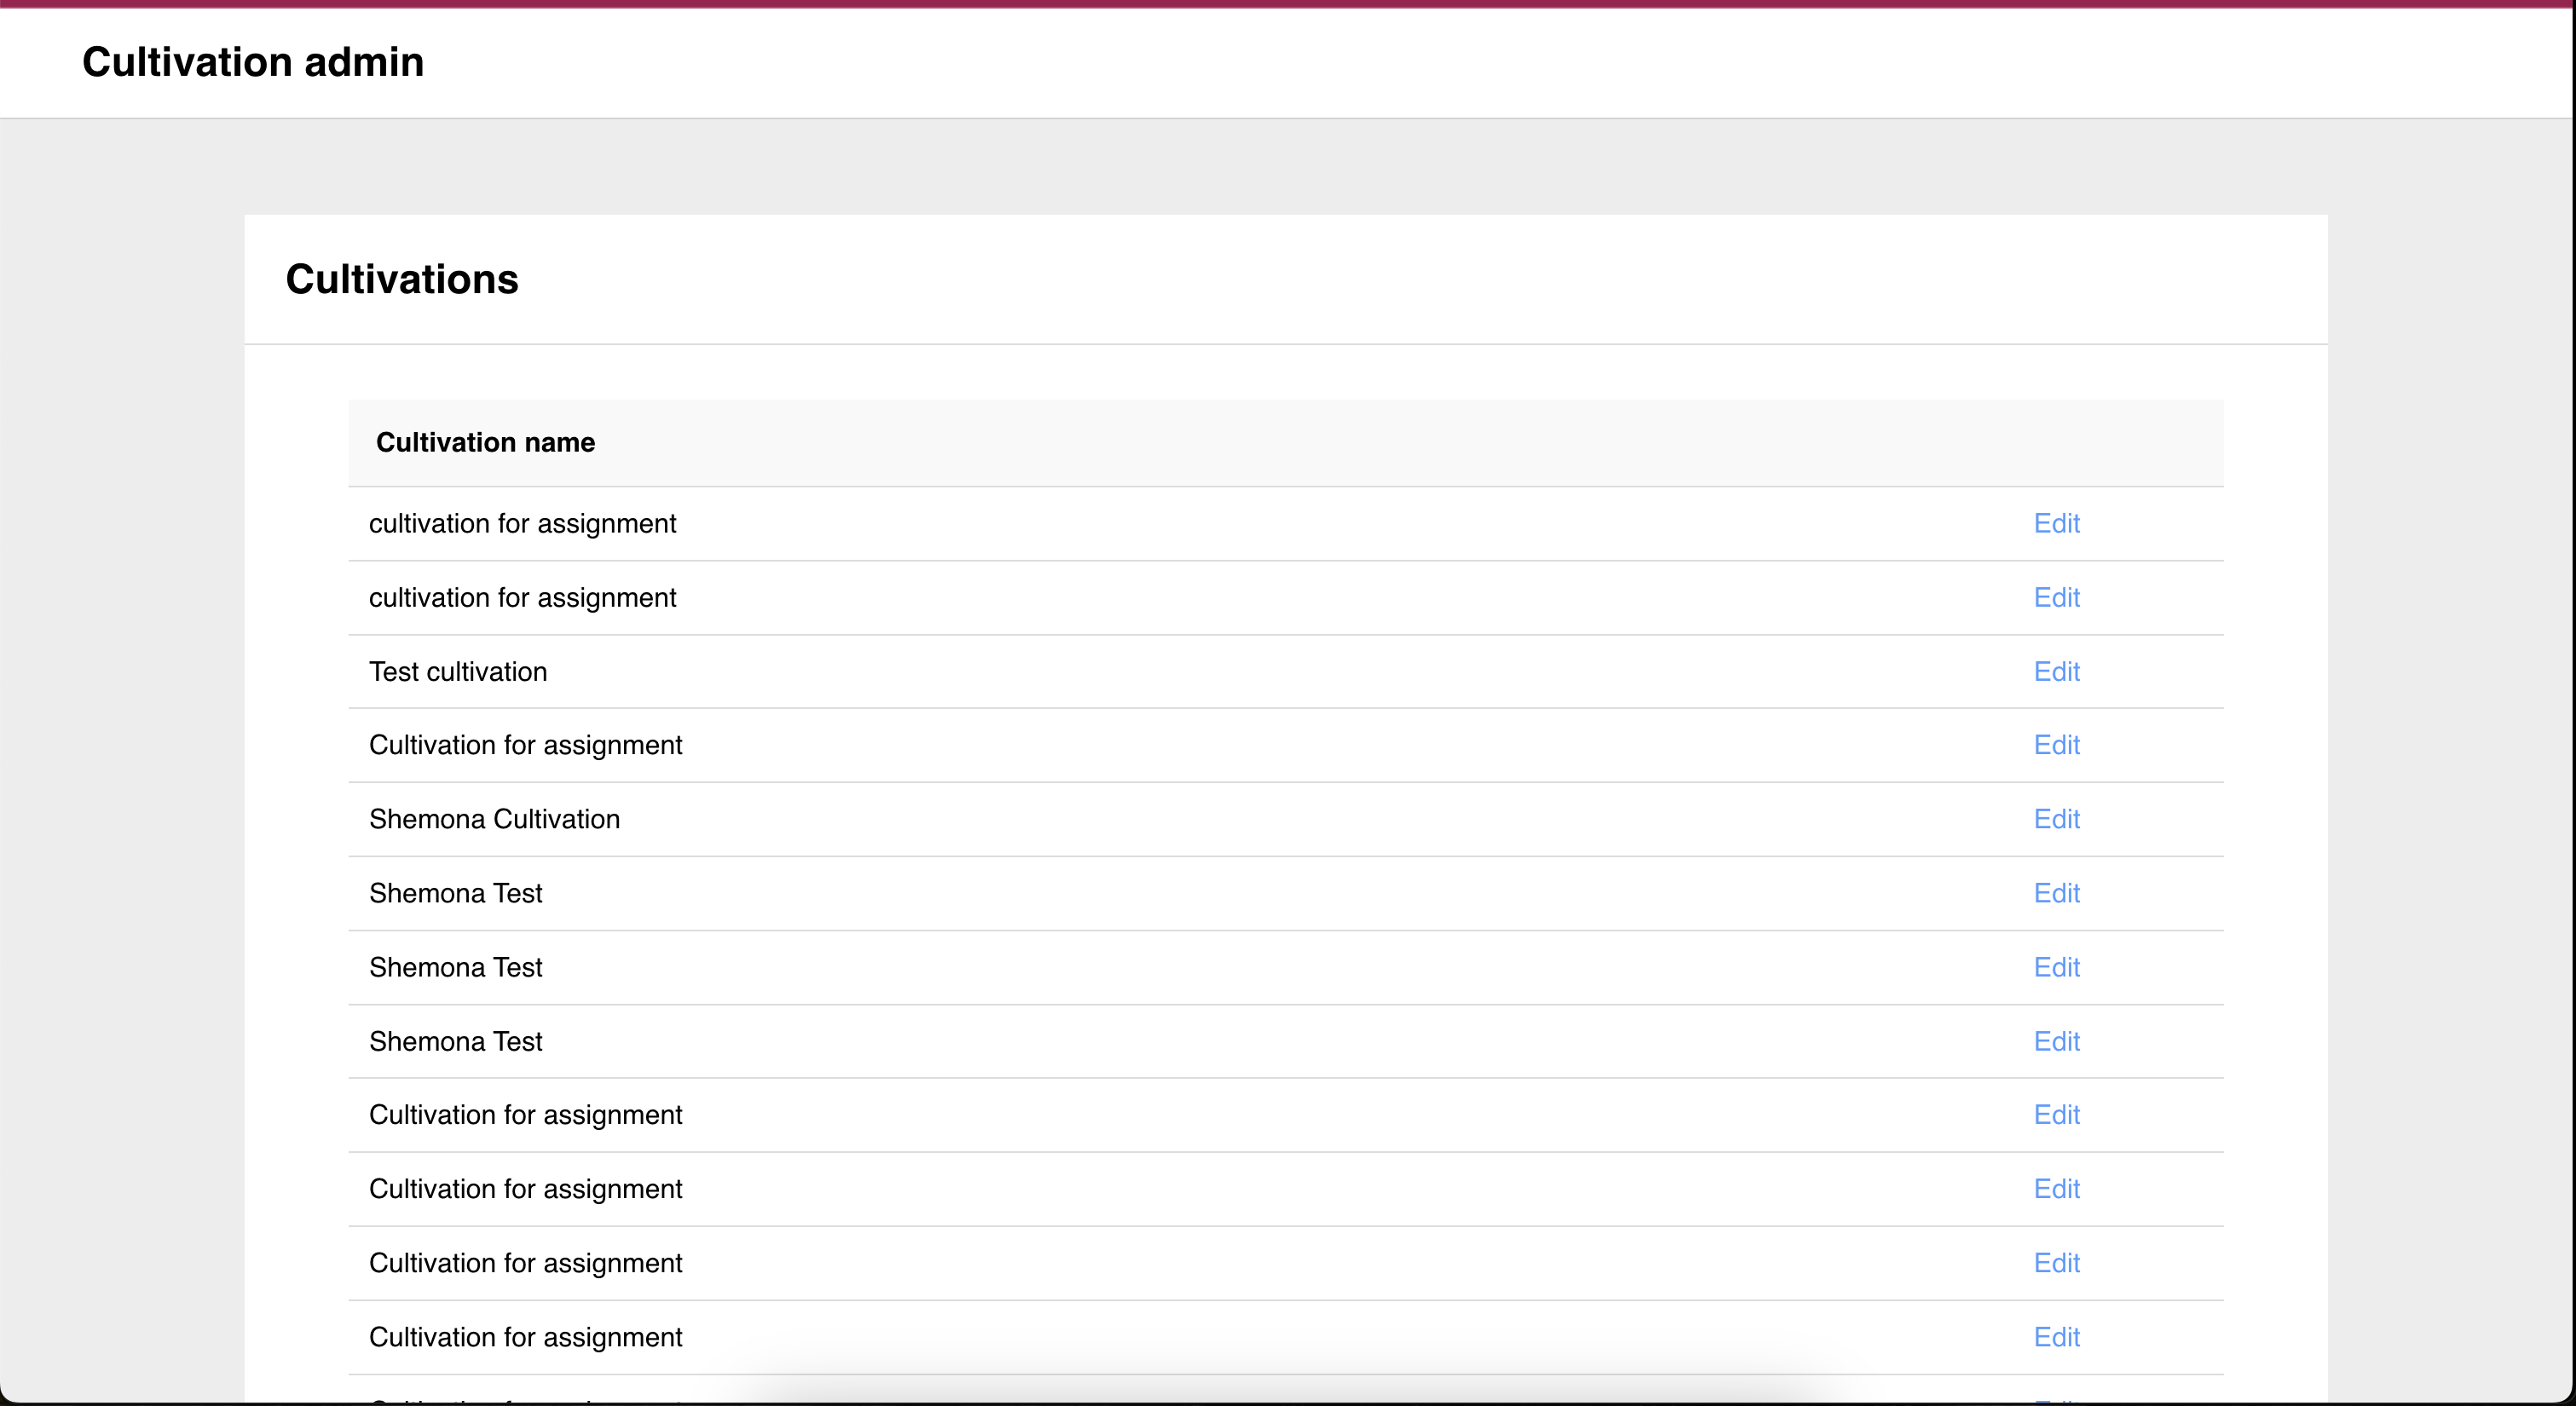 Cultivation admin
Cultivations
Cultivation name
cultivation for assignment Edit
cultivation for assignment Edit
Test cultivation Edit
Cultivation for assignment Edit
Shemona Cultivation Edit
Shemona Test Edit
Shemona Test Edit
Shemona Test Edit
Cultivation for assignment Edit
Cultivation for assignment Edit
Cultivation for assignment Edit
Cultivation for assignment Edit